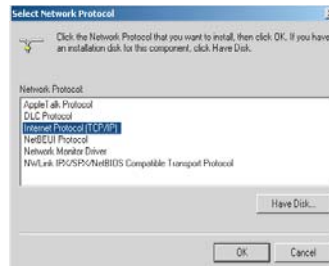 Select Network Protocol
Click the Network Protocol that you want to install, then click OK. If you have
an installation disk for this component, click Have Disk.
Network Protocol:
AppleTalk Protocol
DLC Protocol
Internet Protocol (TCP/IP)
NetBEUI Protocol
Network Monitor Driver
NWLink IPX/SPX/NetBIOS Compatible Transport Protocol
Have Disk...
OK
Cancel